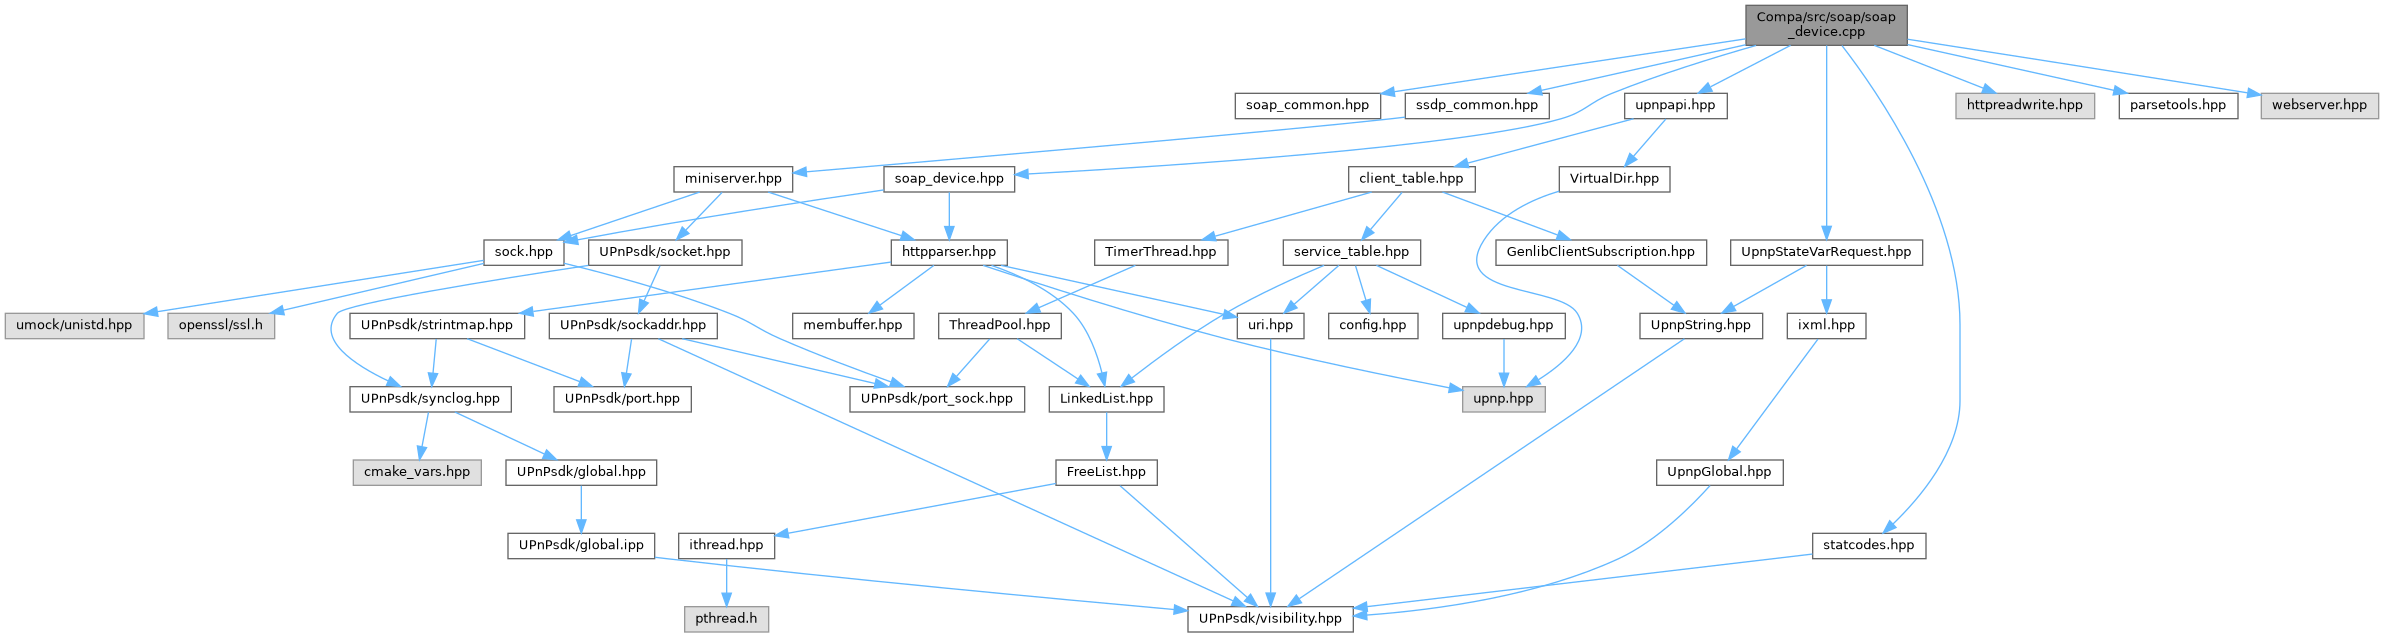 Compa/src/soap/soap
_device.cpp
soap_common.hpp
ssdp_common.hpp
upnpapi.hpp
httpreadwrite.hpp
parsetools.hpp
webserver.hpp
miniserver.hpp
soap_device.hpp
client_table.hpp
VirtualDir.hpp
sock.hpp
UPnPsdk/socket.hpp
httpparser.hpp
TimerThread.hpp
service_table.hpp
GenlibClientSubscription.hpp
UpnpStateVarRequest.hpp
umock/unistd.hpp
openssl/ssl.h
UPnPsdk/strintmap.hpp
UPnPsdk/sockaddr.hpp
membuffer.hpp
ThreadPool.hpp
uri.hpp
config.hpp
upnpdebug.hpp
UpnpString.hpp
ixml.hpp
UPnPsdk/synclog.hpp
UPnPsdk/port.hpp
UPnPsdk/port_sock.hpp
LinkedList.hpp
upnp.hpp
cmake_vars.hpp
UPnPsdk/global.hpp
FreeList.hpp
UpnpGlobal.hpp
UPnPsdk/global.ipp
ithread.hpp
statcodes.hpp
pthread.h
UPnPsdk/visibility.hpp